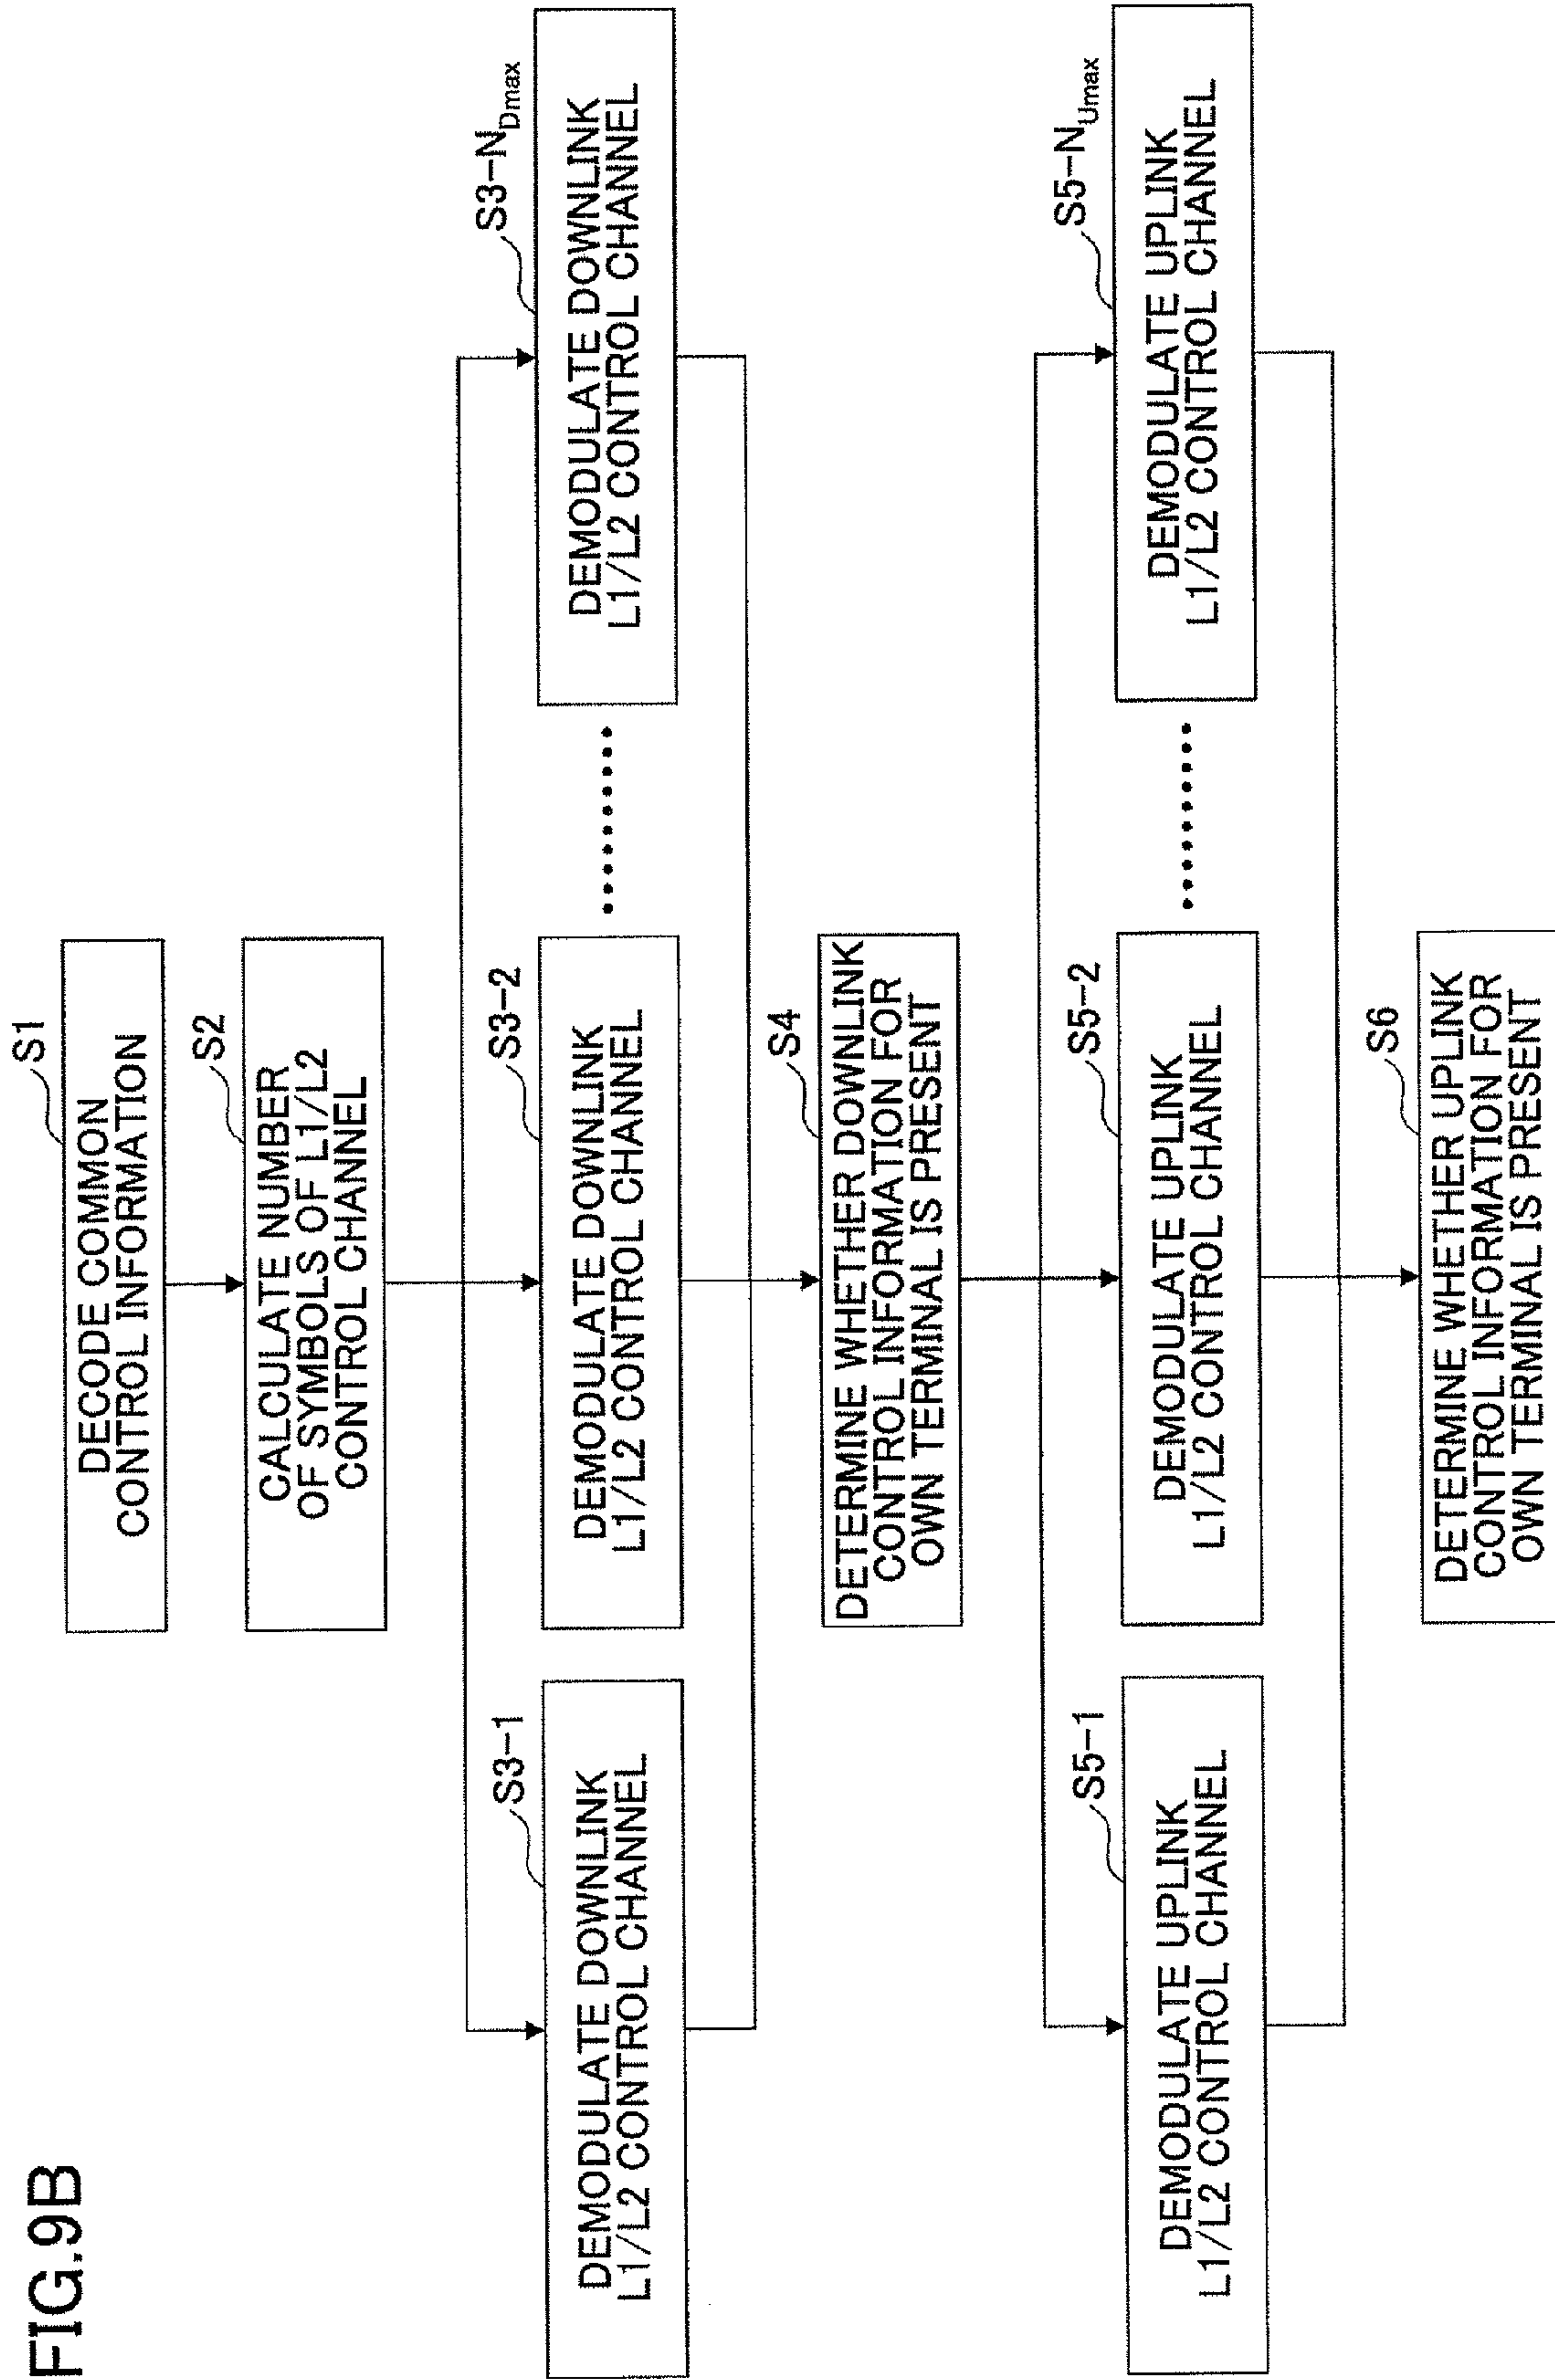 FIG.9B
S1
DECODE COMMON
CONTROL INFORMATION
S2
CALCULATE NUMBER
OF SYMBOLS OF L1/L2
CONTROL CHANNEL
S3-1
DEMODULATE DOWNLINK
L1/L2 CONTROL CHANNEL
S3-2
DEMODULATE DOWNLINK
L1/L2 CONTROL CHANNEL
S3-NDmax
DEMODULATE DOWNLINK
L1/L2 CONTROL CHANNEL
S4
DETERMINE WHETHER DOWNLINK
CONTROL INFORMATION FOR
OWN TERMINAL IS PRESENT
S5-1
DEMODULATE UPLINK
L1/L2 CONTROL CHANNEL
S5-2
DEMODULATE UPLINK
L1/L2 CONTROL CHANNEL
S5-NUmax
DEMODULATE UPLINK
L1/L2 CONTROL CHANNEL
S6
DETERMINE WHETHER UPLINK
CONTROL INFORMATION FOR
OWN TERMINAL IS PRESENT